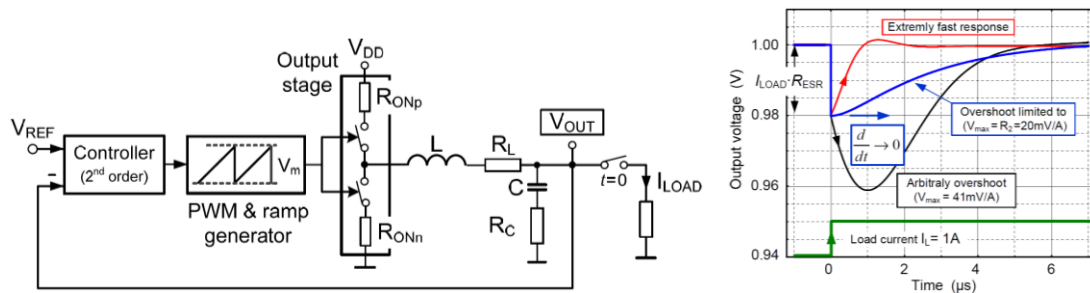 V_REF
Controller
(2nd order)
-
V_m
PWM & ramp
generator
Output
stage
V_DD
R_ONp
R_ONn
L
R_L
C
R_C
V_OUT
t=0
I_LOAD
Output voltage (V)
1.00
0.98
0.96
0.94
I_LOAD·R_ESR
Extremly fast response
Overshoot limited to
(V_max = R_2 =20mV/A)
d/dt → 0
Arbitraly overshoot
(V_max = 41mV/A)
Load current I_L= 1A
0
2
4
6
Time (µs)